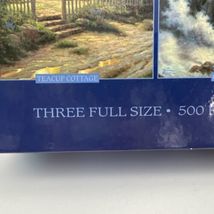 TEACUP COTTAGE
THREE FULL SIZE • 500